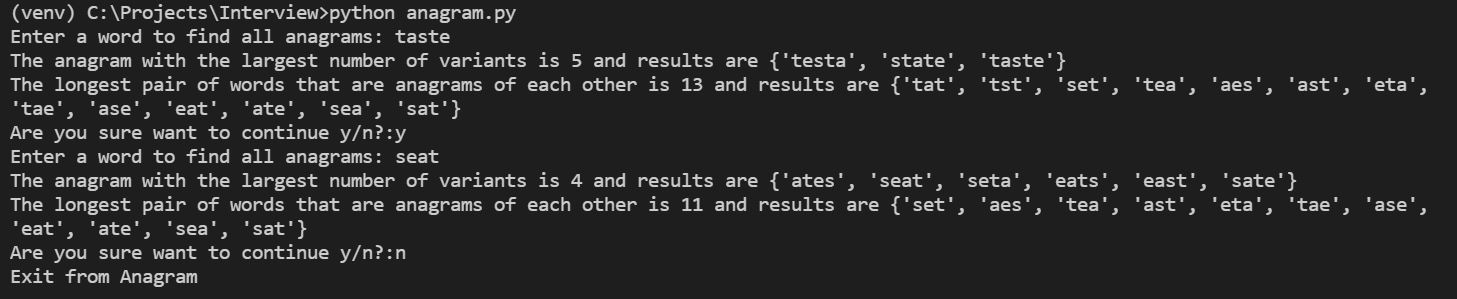 (venv) C:\Projects\Interview>python anagram.py
Enter a word to find all anagrams: taste
The anagram with the largest number of variants is 5 and results are {'testa', 'state', 'taste'}
The longest pair of words that are anagrams of each other is 13 and results are {'tat', 'tst', 'set', 'tea', 'aes', 'ast', 'eta',
'tae', 'ase', 'eat', 'ate', 'sea', 'sat'}
Are you sure want to continue y/n?:y
Enter a word to find all anagrams: seat
The anagram with the largest number of variants is 4 and results are {'ates', 'seat', 'seta', 'eats', 'east', 'sate'}
The longest pair of words that are anagrams of each other is 11 and results are {'set', 'aes', 'tea', 'ast', 'eta', 'tae', 'ase',
'eat', 'ate', 'sea', 'sat'}
Are you sure want to continue y/n?:n
Exit from Anagram